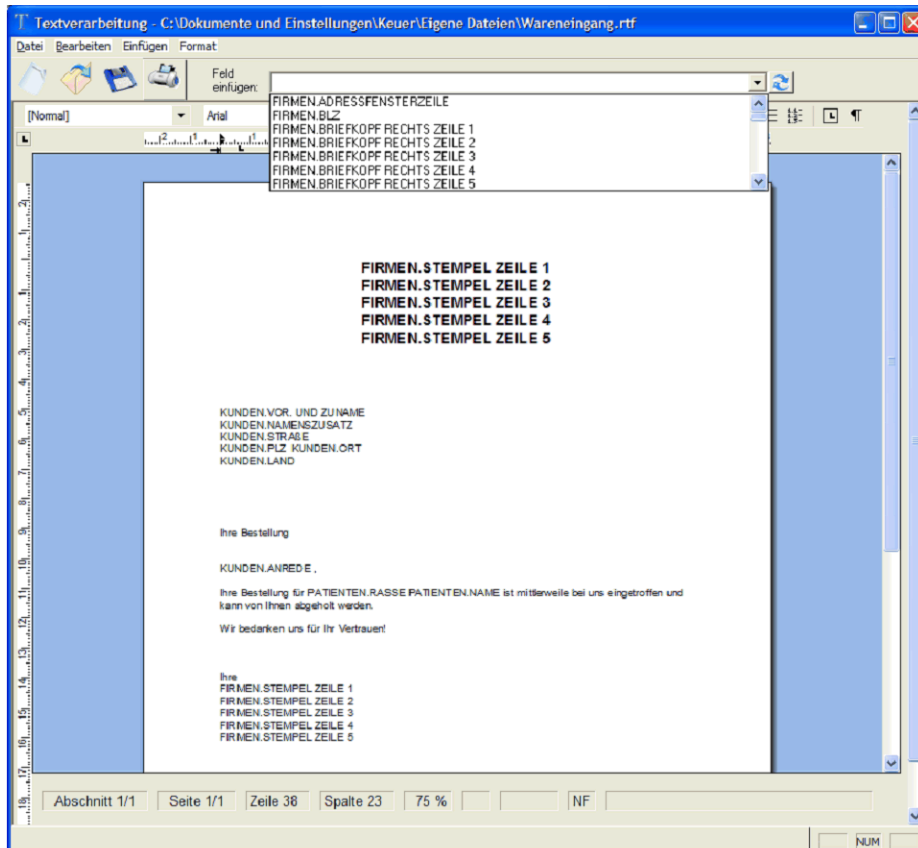 Textverarbeitung - C:\Dokumente und Einstellungen\Keuer\Eigene Dateien\Wareneingang.rtf
Datei Bearbeiten Einfügen Format
Feld einfügen:
FIRMEN.ADRESSFENSTERZEILE
FIRMEN.BLZ
FIRMEN.BRIEFKOPF RECHTS ZEILE 1
FIRMEN.BRIEFKOPF RECHTS ZEILE 2
FIRMEN.BRIEFKOPF RECHTS ZEILE 3
FIRMEN.BRIEFKOPF RECHTS ZEILE 4
FIRMEN.BRIEFKOPF RECHTS ZEILE 5
[Normal] Arial
FIRMEN.STEMPEL ZEILE 1
FIRMEN.STEMPEL ZEILE 2
FIRMEN.STEMPEL ZEILE 3
FIRMEN.STEMPEL ZEILE 4
FIRMEN.STEMPEL ZEILE 5
KUNDEN.VOR. UND ZUNAME
KUNDEN.NAMENSZUSATZ
KUNDEN.STRAßE
KUNDEN.PLZ KUNDEN.ORT
KUNDEN.LAND
Ihre Bestellung
KUNDEN.ANREDE ,
Ihre Bestellung für PATIENTEN.RASSE PATIENTEN.NAME ist mittlerweile bei uns eingetroffen und
kann von Ihnen abgeholt werden.
Wir bedanken uns für Ihr Vertrauen!
Ihre
FIRMEN.STEMPEL ZEILE 1
FIRMEN.STEMPEL ZEILE 2
FIRMEN.STEMPEL ZEILE 3
FIRMEN.STEMPEL ZEILE 4
FIRMEN.STEMPEL ZEILE 5
Abschnitt 1/1 Seite 1/1 Zeile 38 Spalte 23 75 % NF
NUM